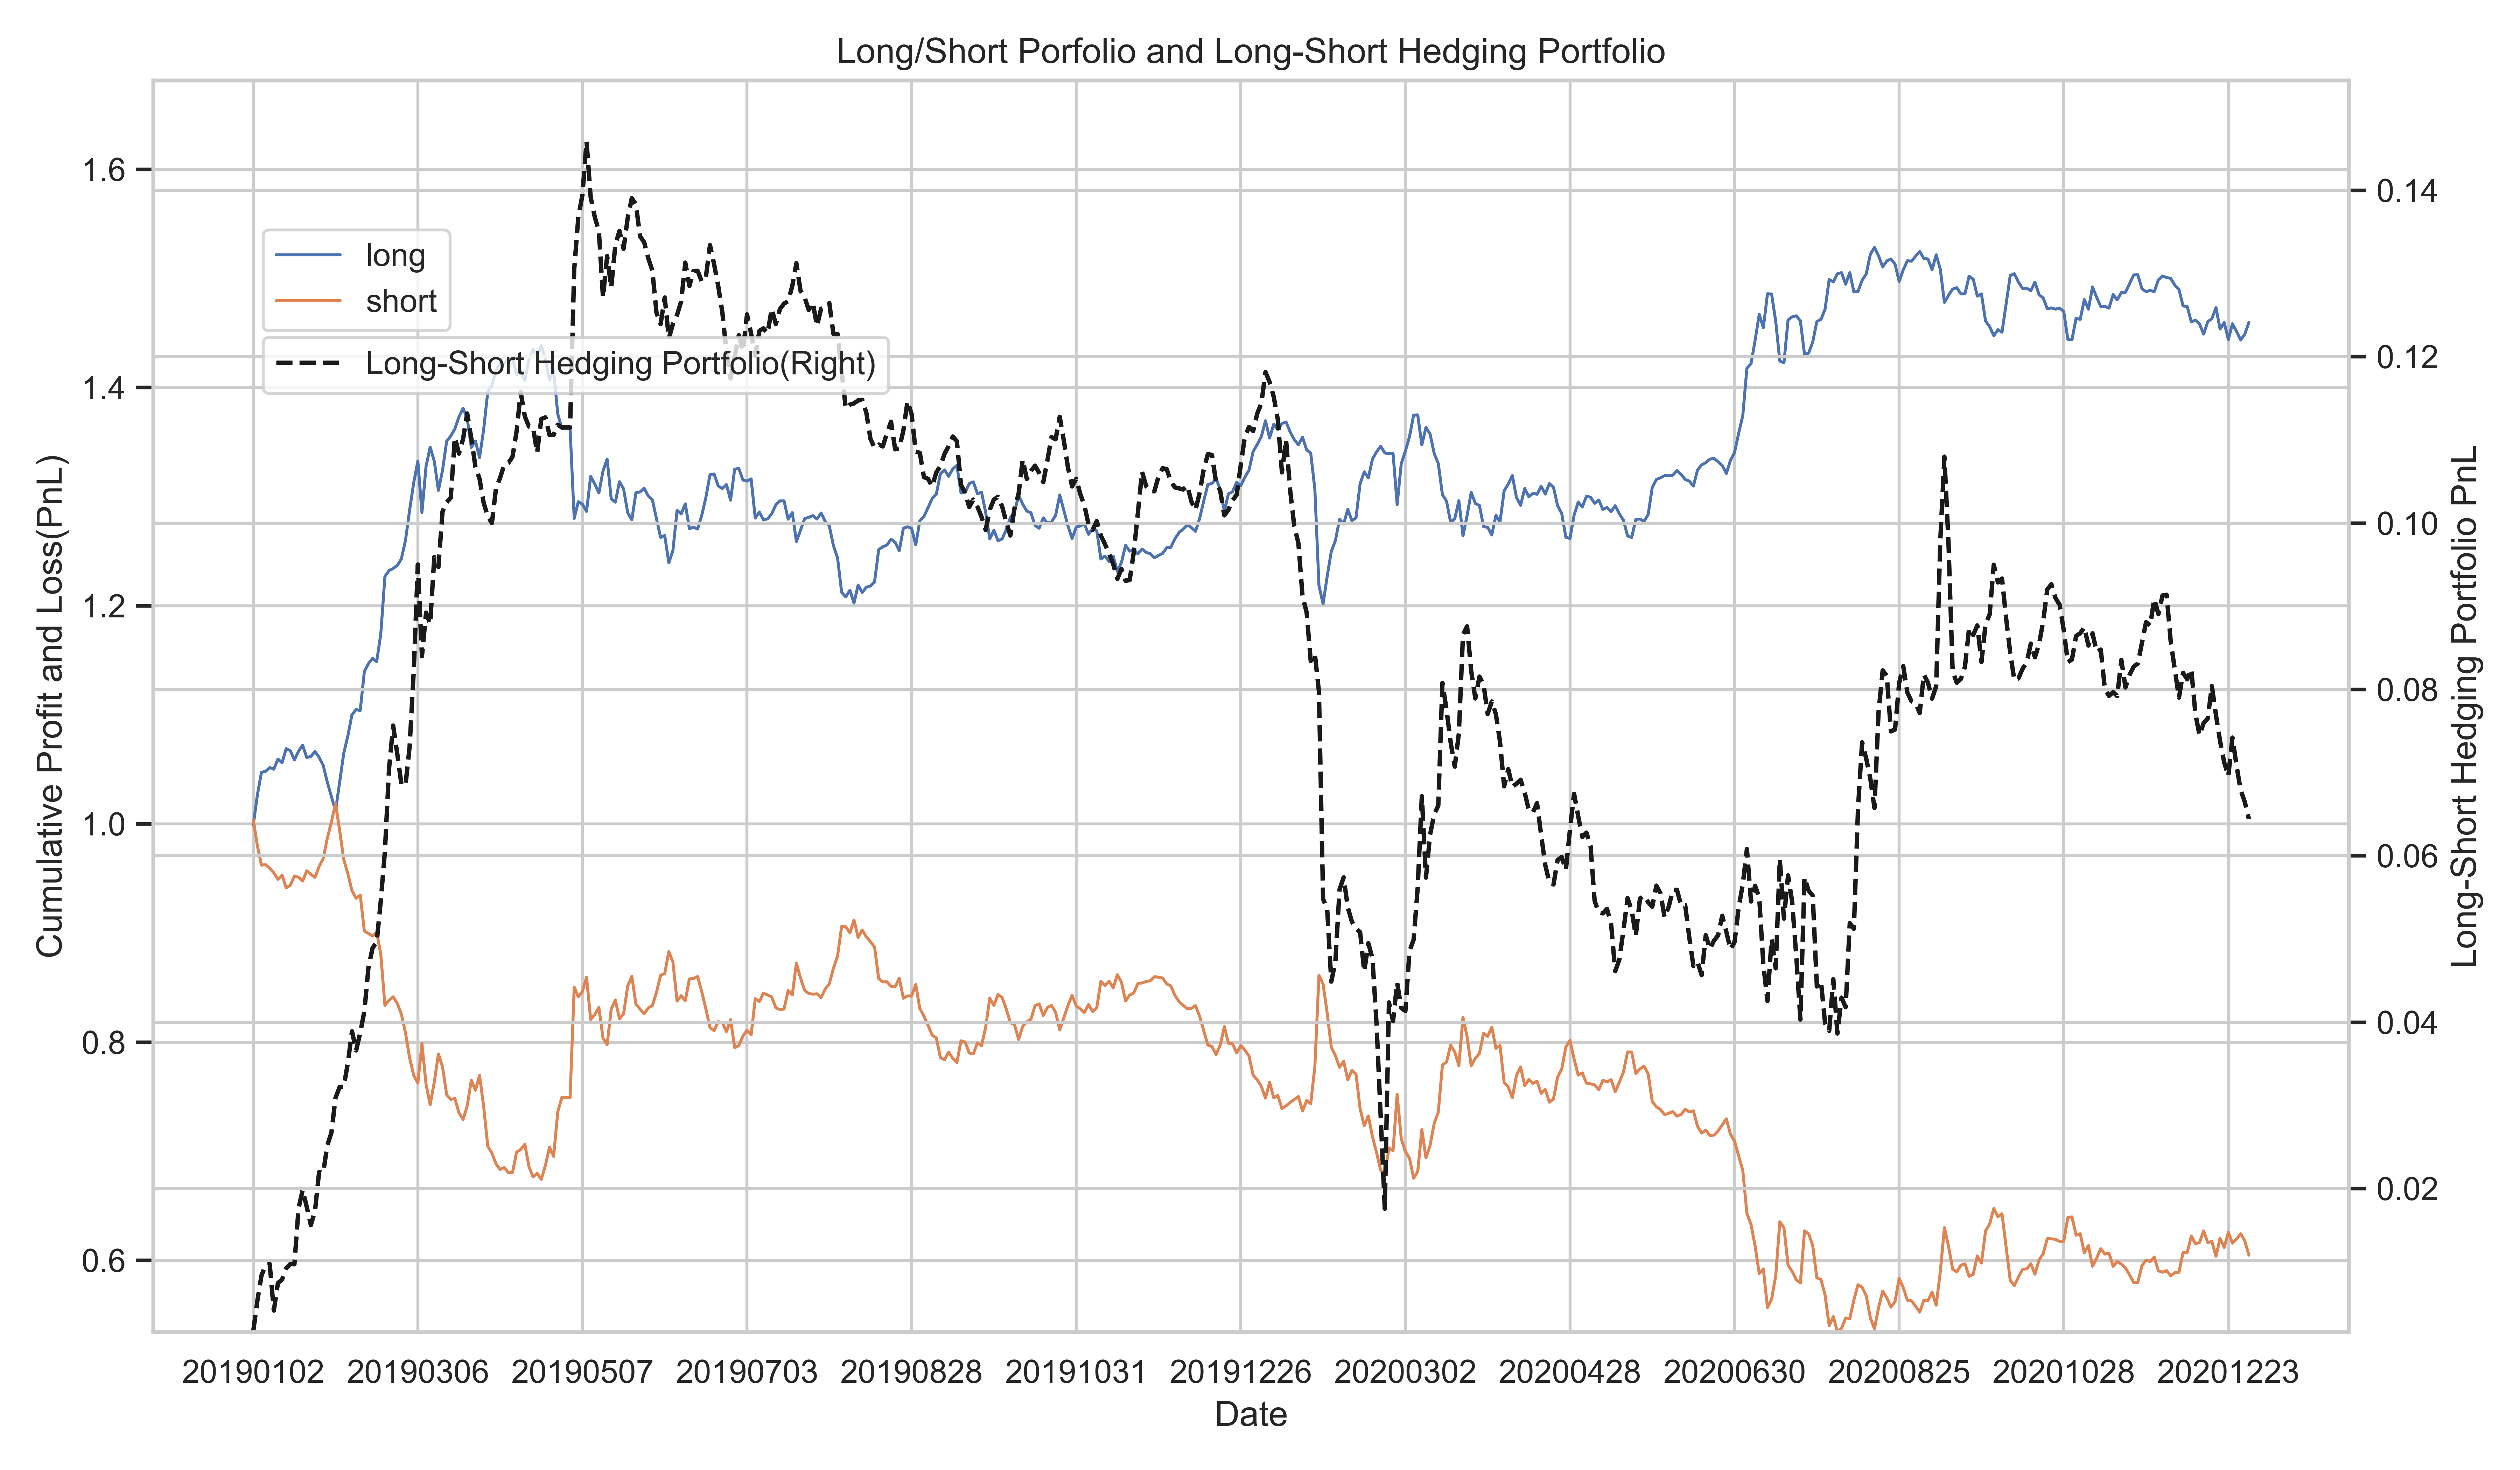 Long/Short Porfolio and Long-Short Hedging Portfolio
long
short
Long-Short Hedging Portfolio(Right)
Cumulative Profit and Loss(PnL)
1.6
1.4
1.2
1.0
0.8
0.6
0.14
0.12
0.10
0.08
0.06
0.04
0.02
Long-Short Hedging Portfolio PnL
20190102 20190306 20190507 20190703 20190828 20191031 20191226 20200302 20200428 20200630 20200825 20201028 20201223
Date